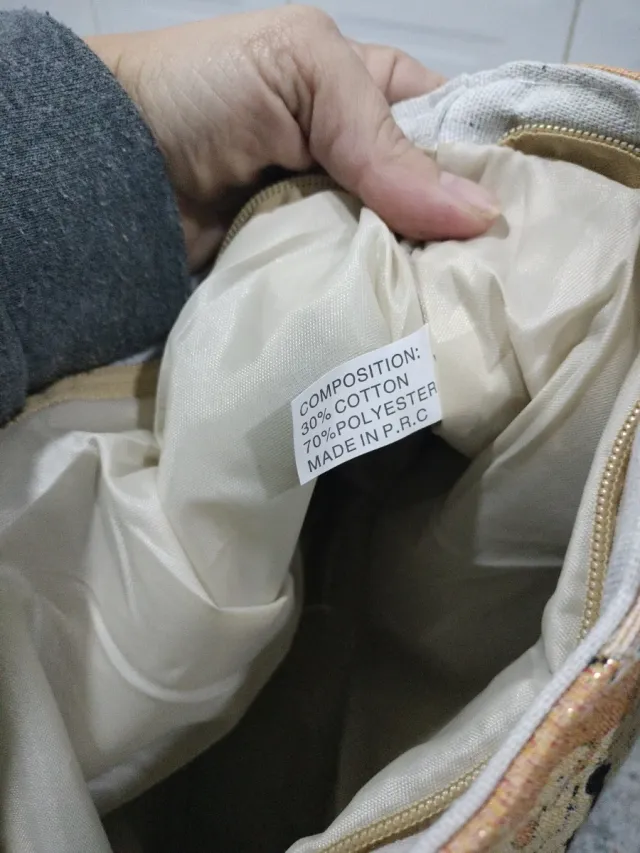 COMPOSITION:
30% COTTON
70%POLYESTER
MADE IN P.R.C